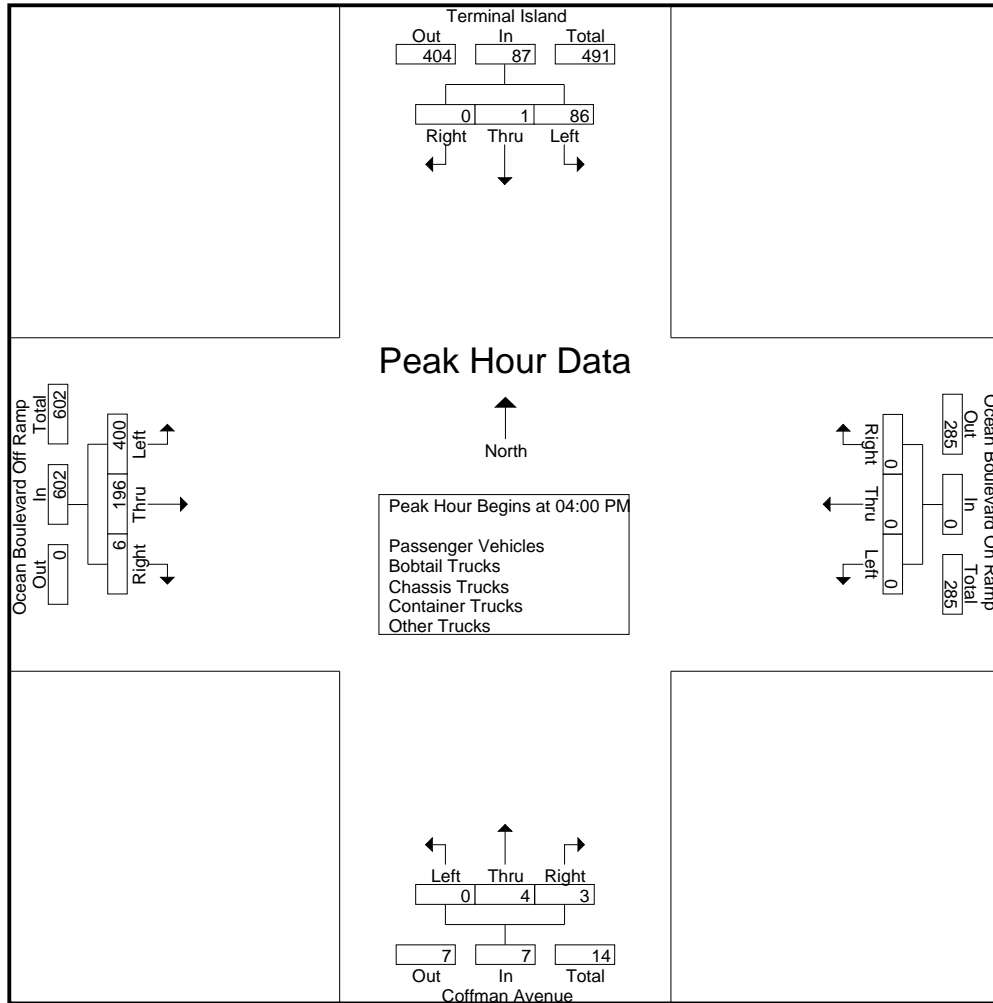 Terminal Island
Out In Total
404 87 491
0 1 86
Right Thru Left
Peak Hour Data
North
Peak Hour Begins at 04:00 PM
Passenger Vehicles
Bobtail Trucks
Chassis Trucks
Container Trucks
Other Trucks
Ocean Boulevard Off Ramp
Total In Out
602 602 0
400 196 6
Left Thru Right
Ocean Boulevard On Ramp
Out In Total
285 0 285
0 0 0
Right Thru Left
Left Thru Right
0 4 3
7 7 14
Out In Total
Coffman Avenue